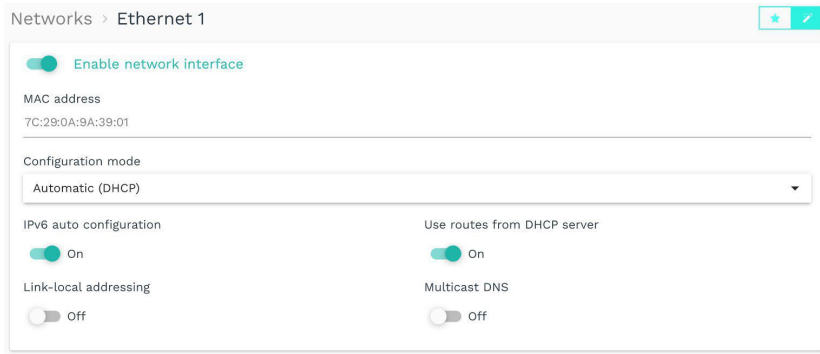 Networks > Ethernet 1
Enable network interface
MAC address
7C:29:0A:9A:39:01
Configuration mode
Automatic (DHCP)
IPv6 auto configuration
Use routes from DHCP server
On
On
Link-local addressing
Multicast DNS
Off
Off